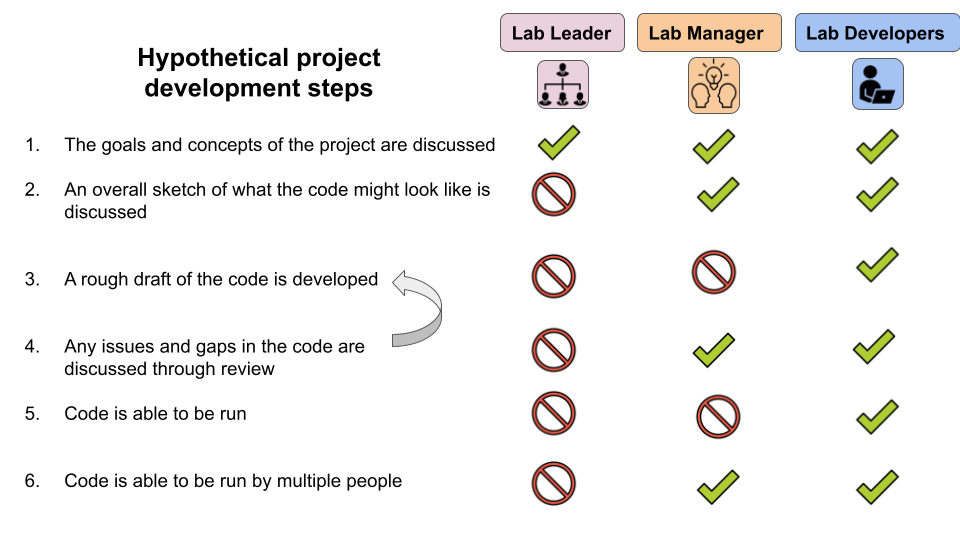 Lab Leader
Lab Manager
Lab Developers
Hypothetical project
development steps
1. The goals and concepts of the project are discussed
2. An overall sketch of what the code might look like is
discussed
3. A rough draft of the code is developed
4. Any issues and gaps in the code are
discussed through review
5. Code is able to be run
6. Code is able to be run by multiple people